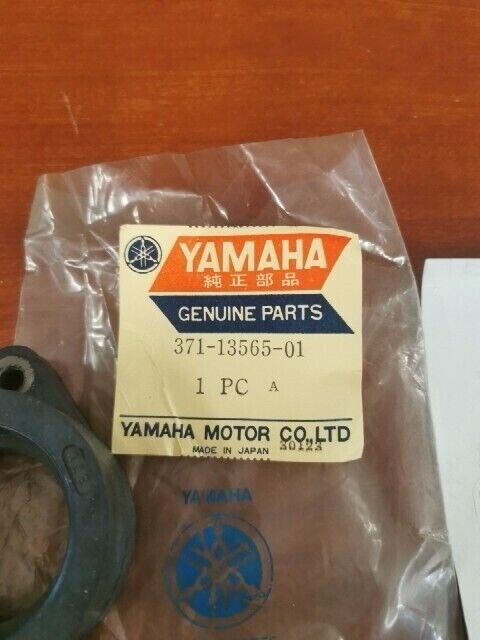 YAMAHA
純正部品
GENUINE PARTS
371-13565-01
1 PC A
YAMAHA MOTOR CO.,LTD
MADE IN JAPAN 30123
YAMAHA